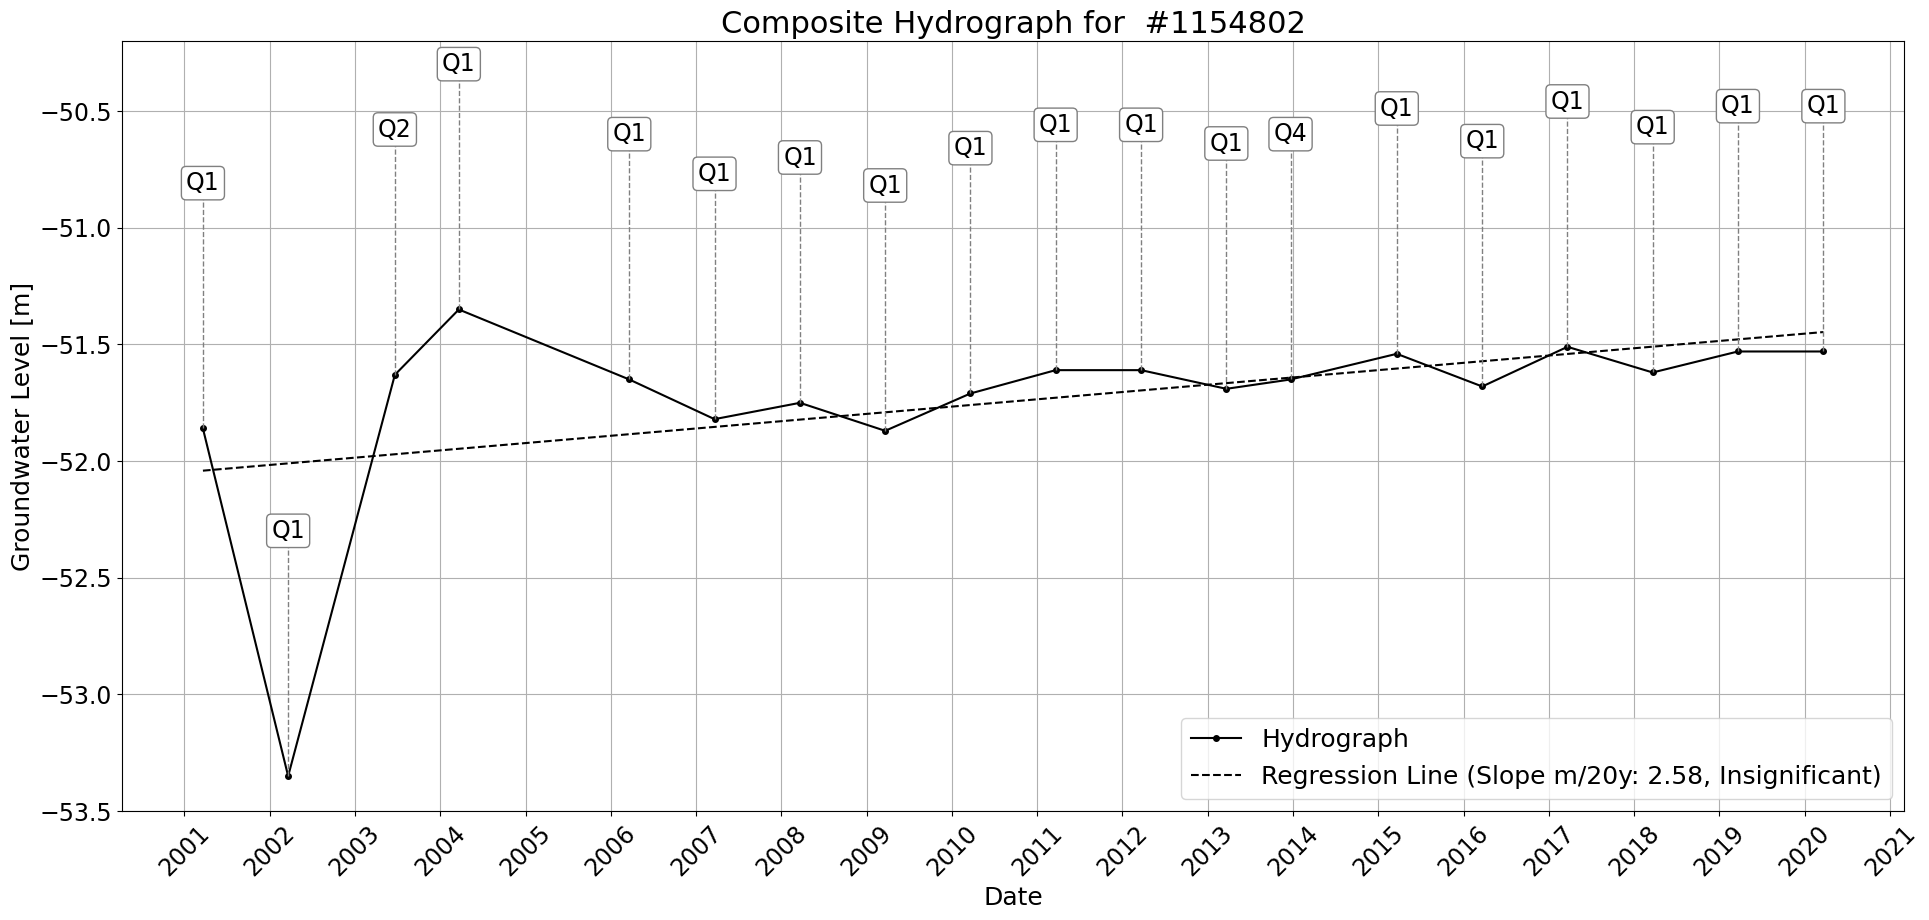 Composite Hydrograph for  #1154802
Groundwater Level [m]
−50.5
−51.0
−51.5
−52.0
−52.5
−53.0
−53.5
Q1
Q1
Q2
Q1
Q1
Q1
Q1
Q1
Q1
Q1
Q1
Q1
Q4
Q1
Q1
Q1
Q1
Q1
Q1
Hydrograph
Regression Line (Slope m/20y: 2.58, Insignificant)
2001
2002
2003
2004
2005
2006
2007
2008
2009
2010
2011
2012
2013
2014
2015
2016
2017
2018
2019
2020
2021
Date